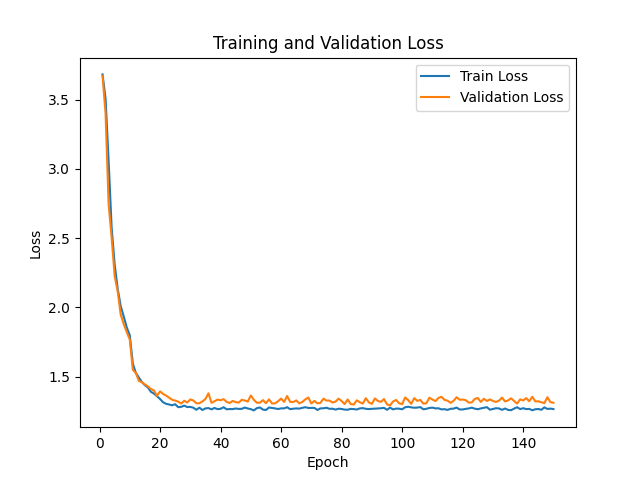 Training and Validation Loss
Train Loss
Validation Loss
Loss
3.5
3.0
2.5
2.0
1.5
0 20 40 60 80 100 120 140
Epoch